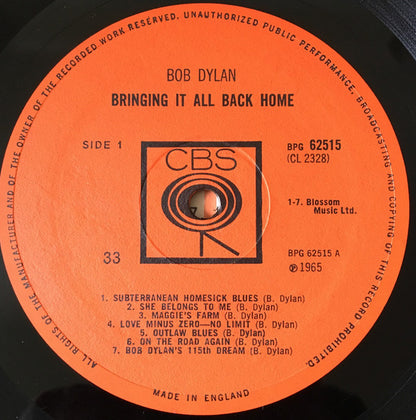 ALL RIGHTS OF THE MANUFACTURER AND OF THE OWNER OF THE RECORDED WORK RESERVED. UNAUTHORIZED PUBLIC PERFORMANCE, BROADCASTING AND COPYING OF THIS RECORD PROHIBITED.
BOB DYLAN
BRINGING IT ALL BACK HOME
SIDE 1
BPG 62515
(CL 2328)
CBS
1-7. Blossom
Music Ltd.
33
BPG 62515 A
℗ 1965
1. SUBTERRANEAN HOMESICK BLUES (B. Dylan)
2. SHE BELONGS TO ME (B. Dylan)
3. MAGGIE'S FARM (B. Dylan)
4. LOVE MINUS ZERO—NO LIMIT (B. Dylan)
5. OUTLAW BLUES (B. Dylan)
6. ON THE ROAD AGAIN (B. Dylan)
7. BOB DYLAN'S 115th DREAM (B. Dylan)
MADE IN ENGLAND